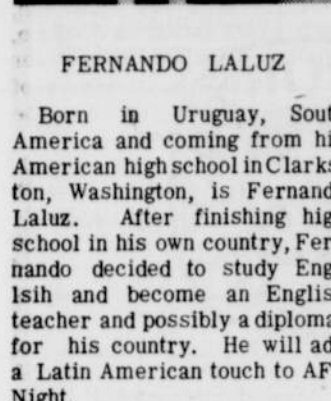 FERNANDO LALUZ
Born in Uruguay, Sout
America and coming from hi
American high school in Clarks
ton, Washington, is Fernand
Laluz. After finishing hig
school in his own country, Fer
nando decided to study Eng
lsih and become an Englis
teacher and possibly a diploma
for his country. He will ad
a Latin American touch to AF
Night.